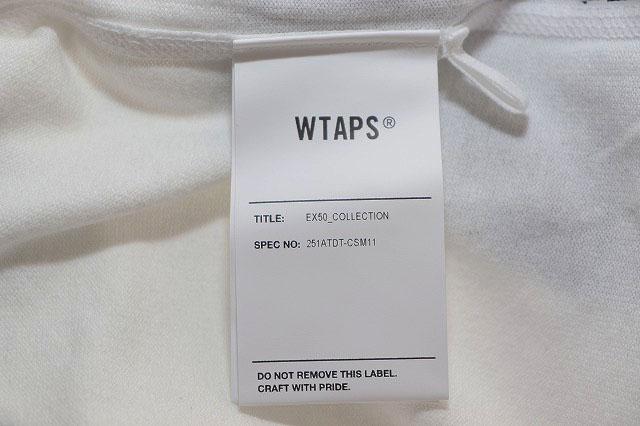 WTAPS®
TITLE: EX50_COLLECTION
SPEC NO: 251ATDT-CSM11
DO NOT REMOVE THIS LABEL.
CRAFT WITH PRIDE.